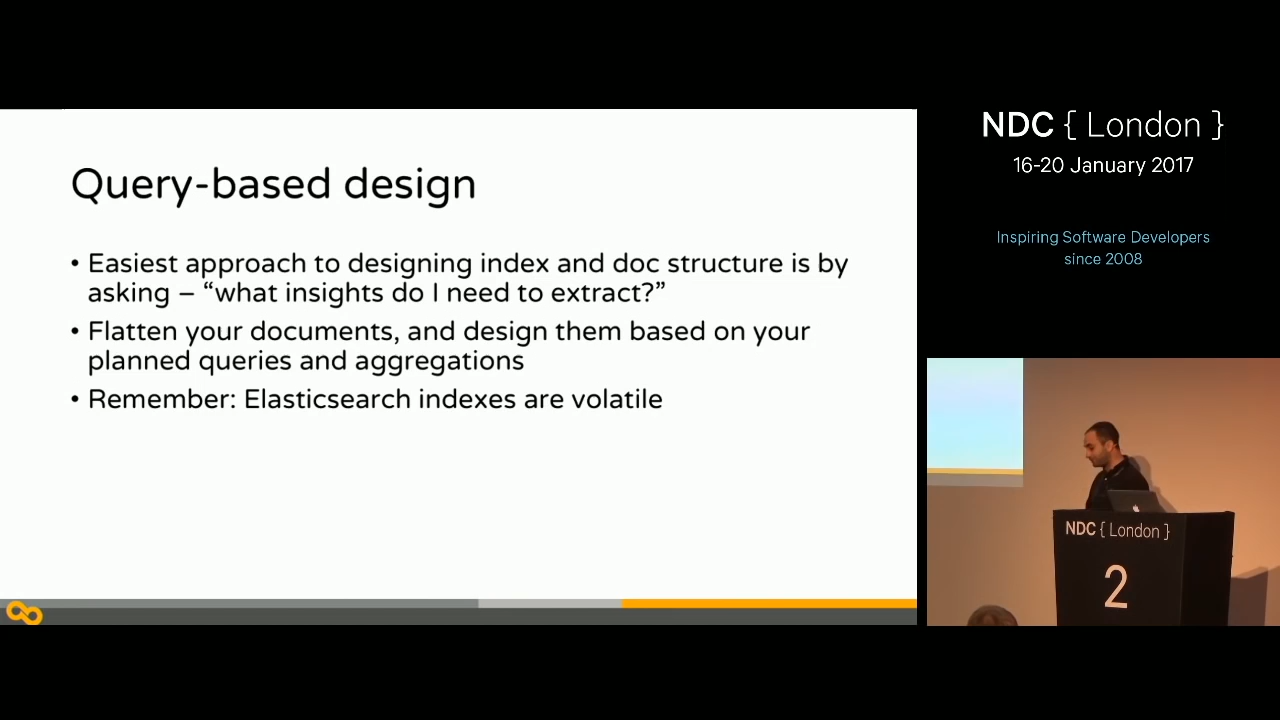 Query-based design
• Easiest approach to designing index and doc structure is by
asking – “what insights do I need to extract?”
• Flatten your documents, and design them based on your
planned queries and aggregations
• Remember: Elasticsearch indexes are volatile
NDC { London }
16-20 January 2017
Inspiring Software Developers
since 2008
NDC { London }
2